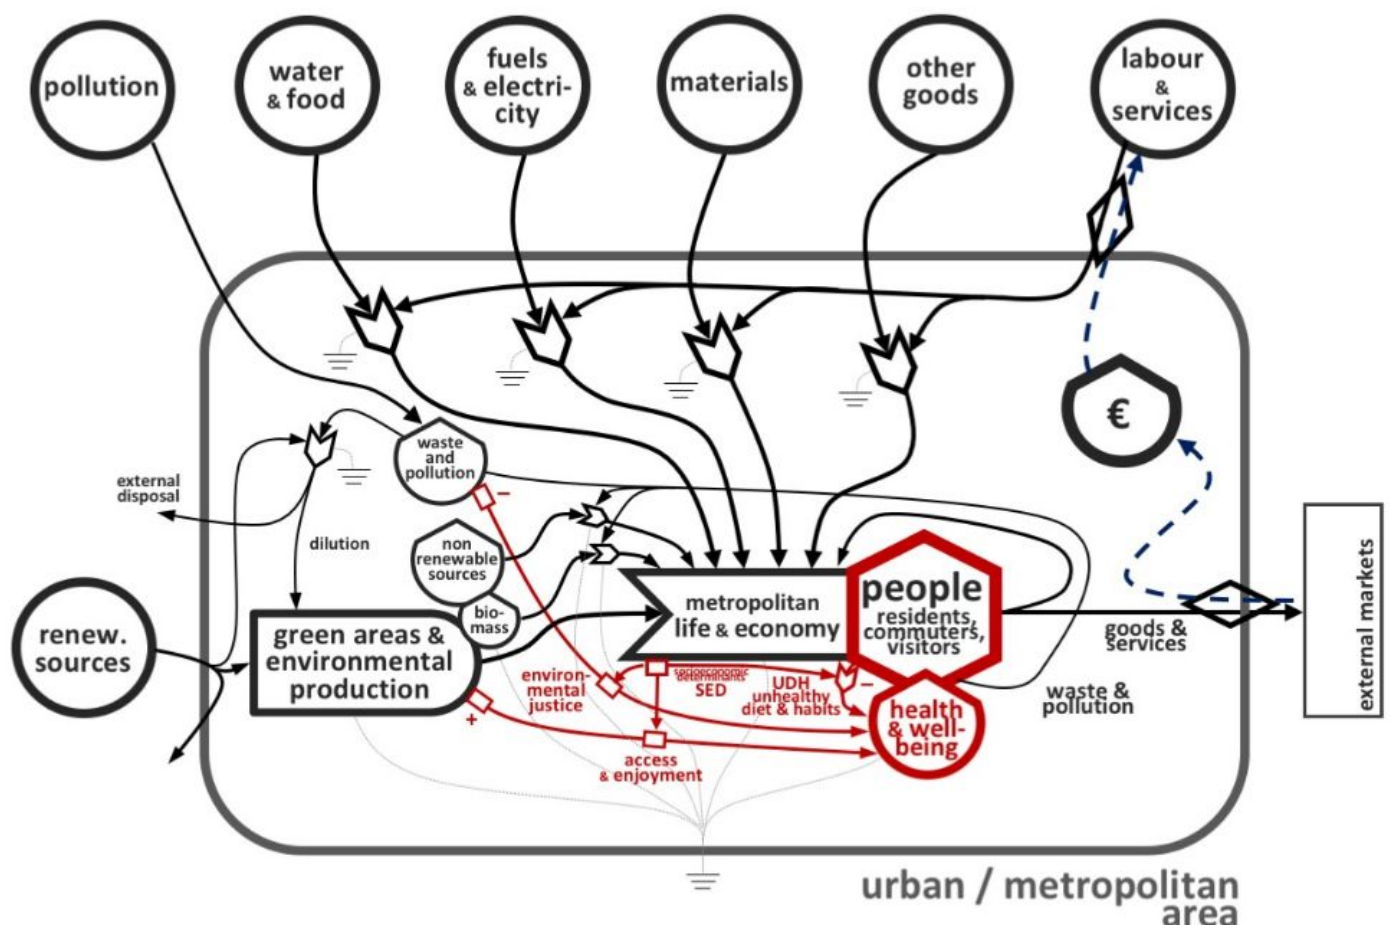 pollution
water
& food
fuels
& electri-
city
materials
other
goods
labour
&
services
€
waste
and
pollution
external
disposal
dilution
non
renewable
sources
bio-
mass
renew.
sources
green areas &
environmental
production
metropolitan
life & economy
people
residents,
commuters,
visitors
goods &
services
external markets
–
+
environ-
mental
justice
socioeconomic
determinants
SED
UDH
unhealthy
diet & habits
–
health
& well-
being
waste &
pollution
access
& enjoyment
urban / metropolitan
area